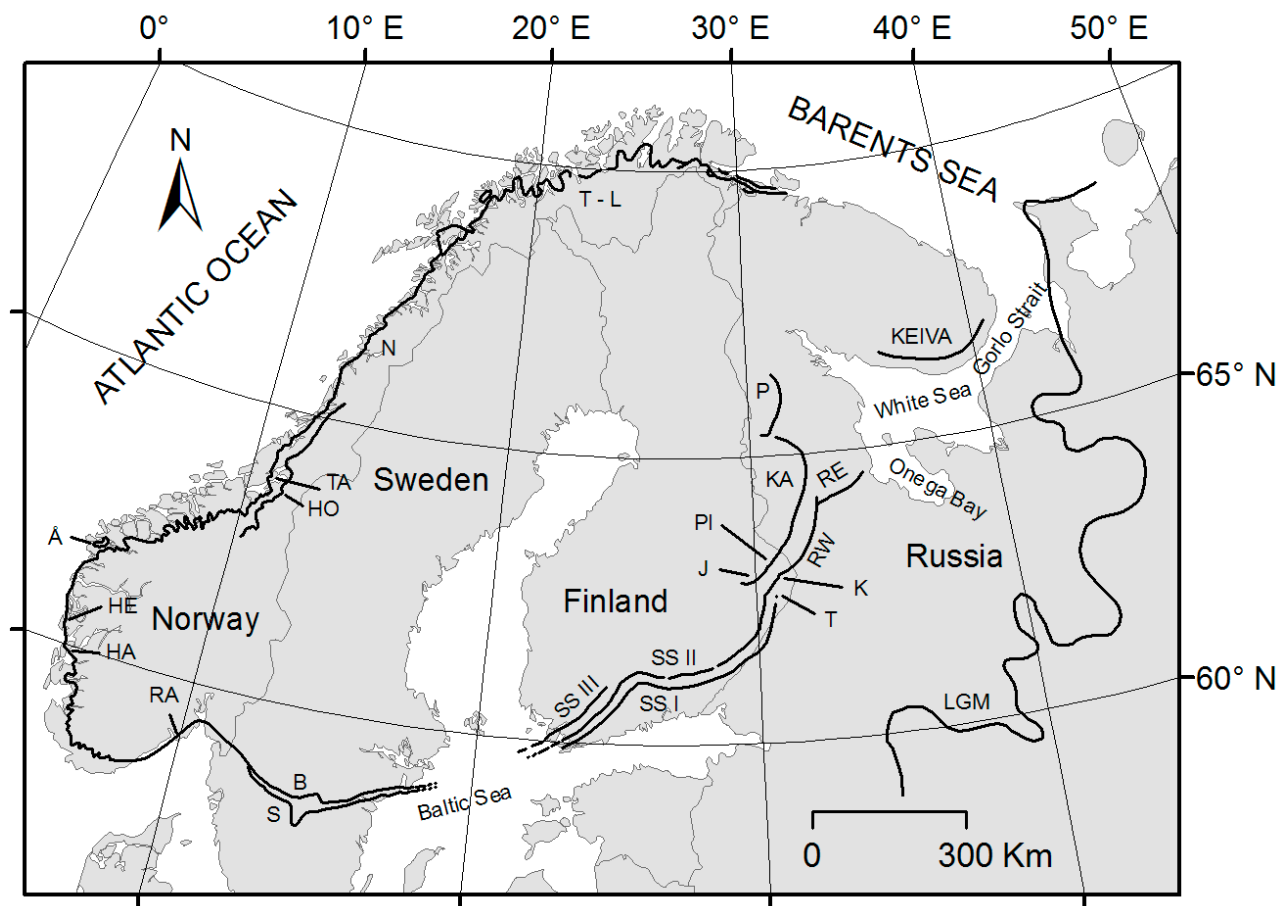 0° 10° E 20° E 30° E 40° E 50° E
BARENTS SEA
N
T - L
ATLANTIC OCEAN
Gorlo Strait
KEIVA
N
65° N
P
White Sea
TA
Sweden
KA
RE
Onega Bay
HO
PI
Å
RW
Russia
J
K
Finland
HE
Norway
T
HA
SS II
60° N
RA
SS III
SS I
LGM
B
Baltic Sea
S
0 300 Km